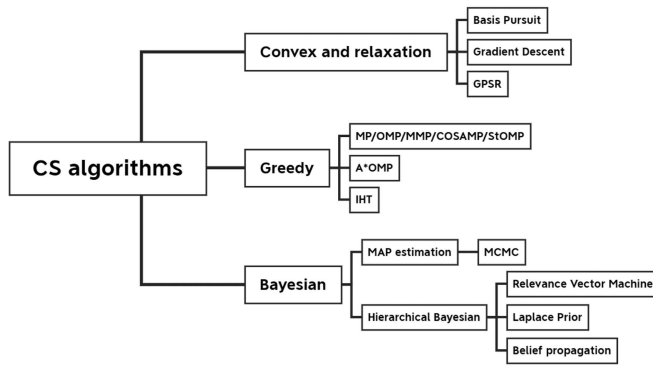 CS algorithms
Convex and relaxation
Basis Pursuit
Gradient Descent
GPSR
Greedy
MP/OMP/MMP/COSAMP/StOMP
A*OMP
IHT
Bayesian
MAP estimation
MCMC
Hierarchical Bayesian
Relevance Vector Machine
Laplace Prior
Belief propagation